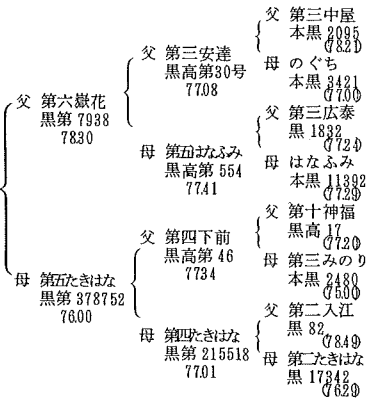 父 第六嶽花
黒第 7938
78.30
父 第三安達
黒高第30号
77.08
父 第三中屋
本黒 2095
(78.21)
母 のぐち
本黒 3421
(77.00)
母 第五はなふみ
黒高第 554
77.41
父 第三広泰
黒 1832
(77.24)
母 はなふみ
本黒 11392
(77.29)
母 第五たきはな
黒第 378752
76.00
父 第四下前
黒高第 46
77.34
父 第十神福
黒高 17
(77.20)
母 第三みのり
本黒 2480
(75.00)
母 第四たきはな
黒第 215518
77.01
父 第二入江
黒 82
(78.49)
母 第二たきはな
黒 17342
(76.29)